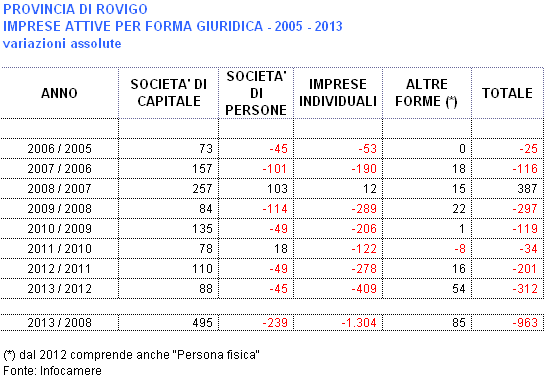 PROVINCIA DI ROVIGO
IMPRESE ATTIVE PER FORMA GIURIDICA - 2005 - 2013
variazioni assolute
ANNO SOCIETA' DI CAPITALE SOCIETA' DI PERSONE IMPRESE INDIVIDUALI ALTRE FORME (*) TOTALE
2006 / 2005 73 -45 -53 0 -25
2007 / 2006 157 -101 -190 18 -116
2008 / 2007 257 103 12 15 387
2009 / 2008 84 -114 -289 22 -297
2010 / 2009 135 -49 -206 1 -119
2011 / 2010 78 18 -122 -8 -34
2012 / 2011 110 -49 -278 16 -201
2013 / 2012 88 -45 -409 54 -312
2013 / 2008 495 -239 -1.304 85 -963
(*) dal 2012 comprende anche "Persona fisica"
Fonte: Infocamere